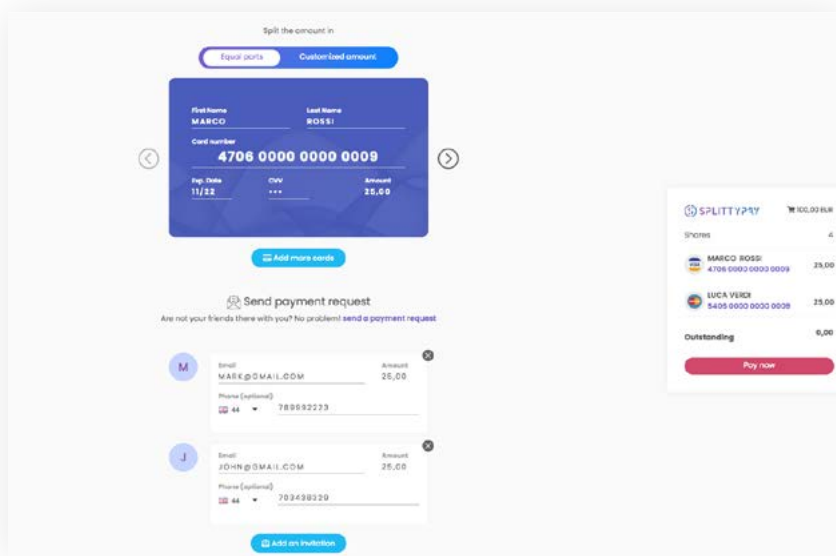 Split the amount in
Equal parts
Customized amount
First Name
Last Name
MARCO
ROSSI
Card number
4706 0000 0000 0009
Exp. Date
CVV
Amount
11/22
•••
25,00
Add more cards
Send payment request
Are not your friends there with you? No problem! send a payment request
M
Email
Amount
MARK@GMAIL.COM
25,00
Phone (optional)
44
789992273
J
Email
Amount
JOHN@GMAIL.COM
25,00
Phone (optional)
44
703438329
Add an invitation
SPLITTYPAY
100,00 EUR
Shares
4
VISA
MARCO ROSSI
4706 0000 0000 0009
25,00
LUCA VERDI
5406 0000 0000 0009
25,00
Outstanding
0,00
Pay now